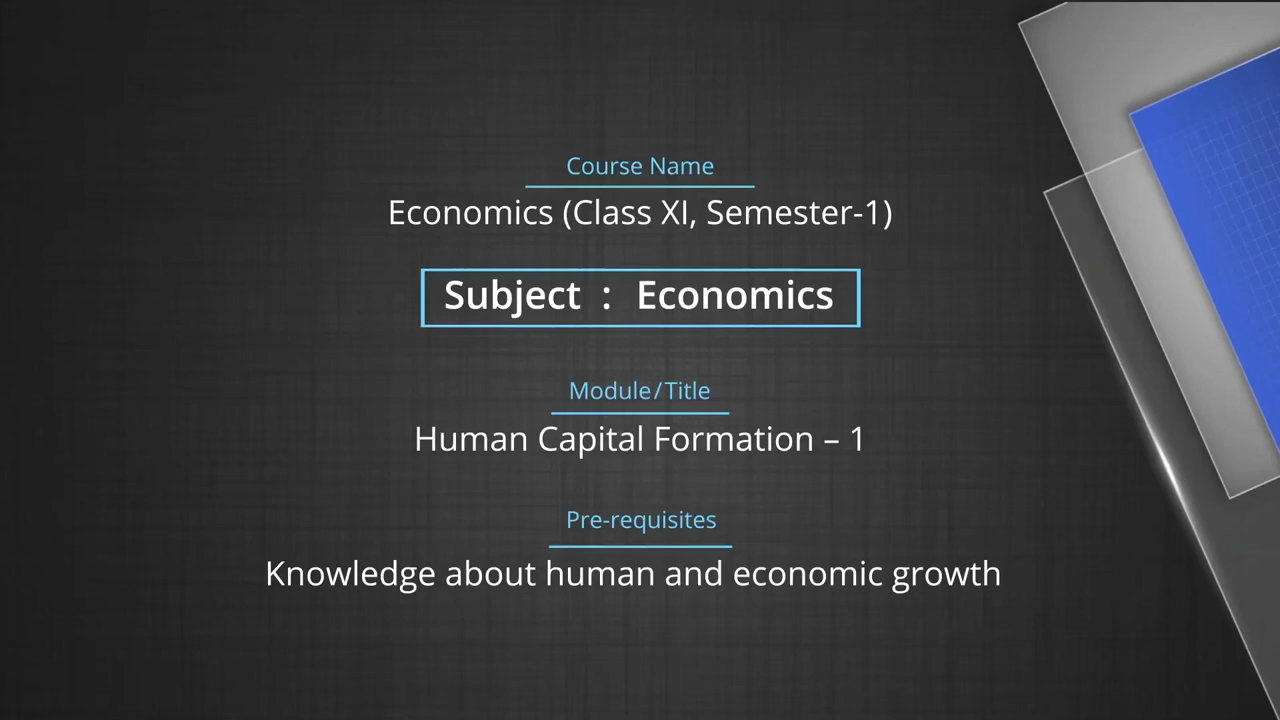 Course Name
Economics (Class XI, Semester-1)
Subject : Economics
Module/Title
Human Capital Formation – 1
Pre-requisites
Knowledge about human and economic growth